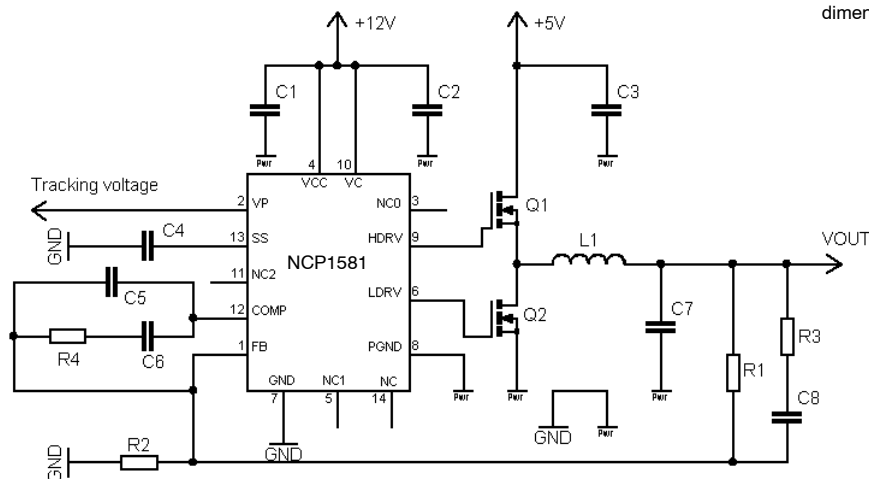 dimer
+12V
+5V
C1
C2
C3
Pwr
Pwr
Pwr
4
10
VCC
VC
Tracking voltage
2
VP
NC0
3
Q1
GND
C4
13
SS
HDRV
9
L1
VOUT
NCP1581
11
NC2
C5
12
COMP
LDRV
6
Q2
C7
R3
R4
C6
1
FB
PGND
8
R1
GND
NC1
NC
Pwr
Pwr
Pwr
C8
7
5
14
GND
GND
Pwr
GND
R2